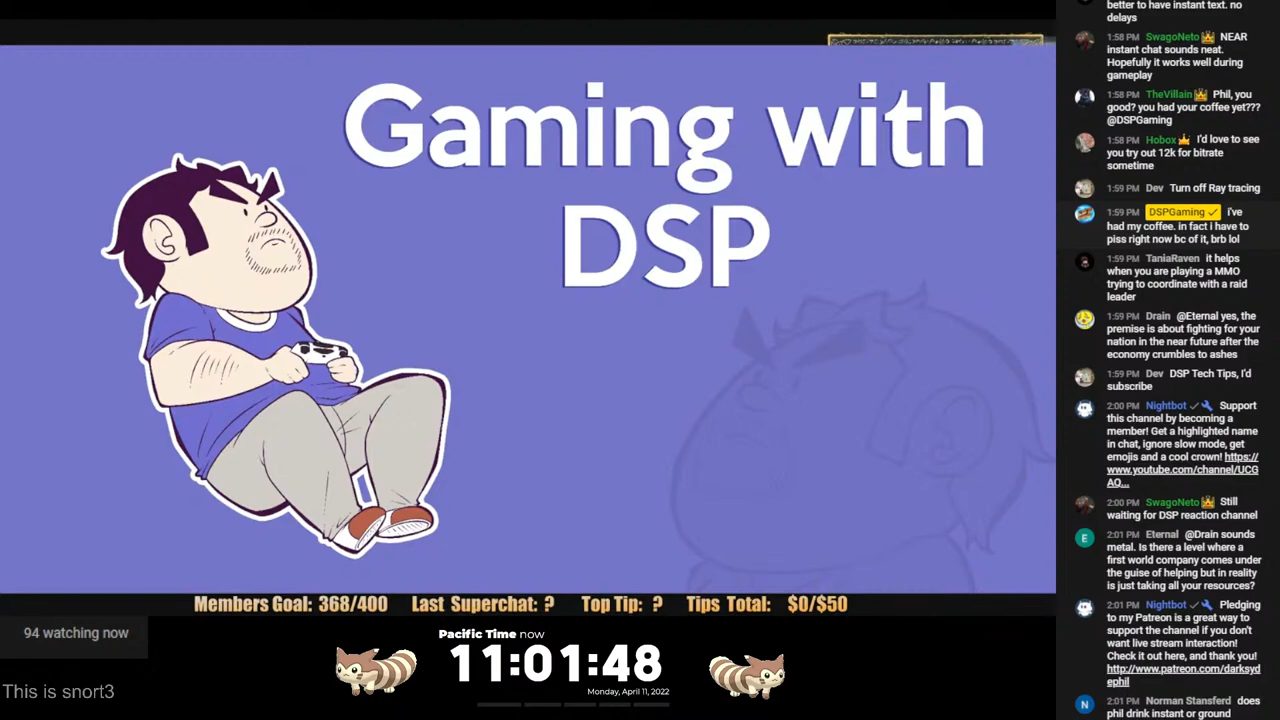 Gaming with
DSP
Members Goal: 368/400 Last Superchat: ? Top Tip: ? Tips Total: $0/$50
94 watching now
This is snort3
Pacific Time now
11:01:48
Monday, April 11, 2022
better to have instant text. no
delays
1:58 PM SwagoNeto NEAR
instant chat sounds neat.
Hopefully it works well during
gameplay
1:58 PM TheVillain Phil, you
good? you had your coffee yet???
@DSPGaming
1:58 PM Hobox I'd love to see
you try out 12k for bitrate
sometime
1:59 PM Dev Turn off Ray tracing
1:59 PM DSPGaming ✓ I've
had my coffee. in fact i have to
piss right now bc of it, brb lol
1:59 PM TaniaRaven it helps
when you are playing a MMO
trying to coordinate with a raid
leader
1:59 PM Drain @Eternal yes, the
premise is about fighting for your
nation in the near future after the
economy crumbles to ashes
1:59 PM Dev DSP Tech Tips, I'd
subscribe
2:00 PM Nightbot ✓ Support
this channel by becoming a
member! Get a highlighted name
in chat, ignore slow mode, get
emojis and a cool crown! https://
www.youtube.com/channel/UCG
AQ...
2:00 PM SwagoNeto Still
waiting for DSP reaction channel
2:01 PM Eternal @Drain sounds
metal. Is there a level where a
first world company comes under
the guise of helping but in reality
is just taking all your resources?
2:01 PM Nightbot ✓ Pledging
to my Patreon is a great way to
support the channel if you don't
want live stream interaction!
Check it out here, and thank you!
http://www.patreon.com/darksyd
ephil
2:01 PM Norman Stansferd does
phil drink instant or ground
E
N